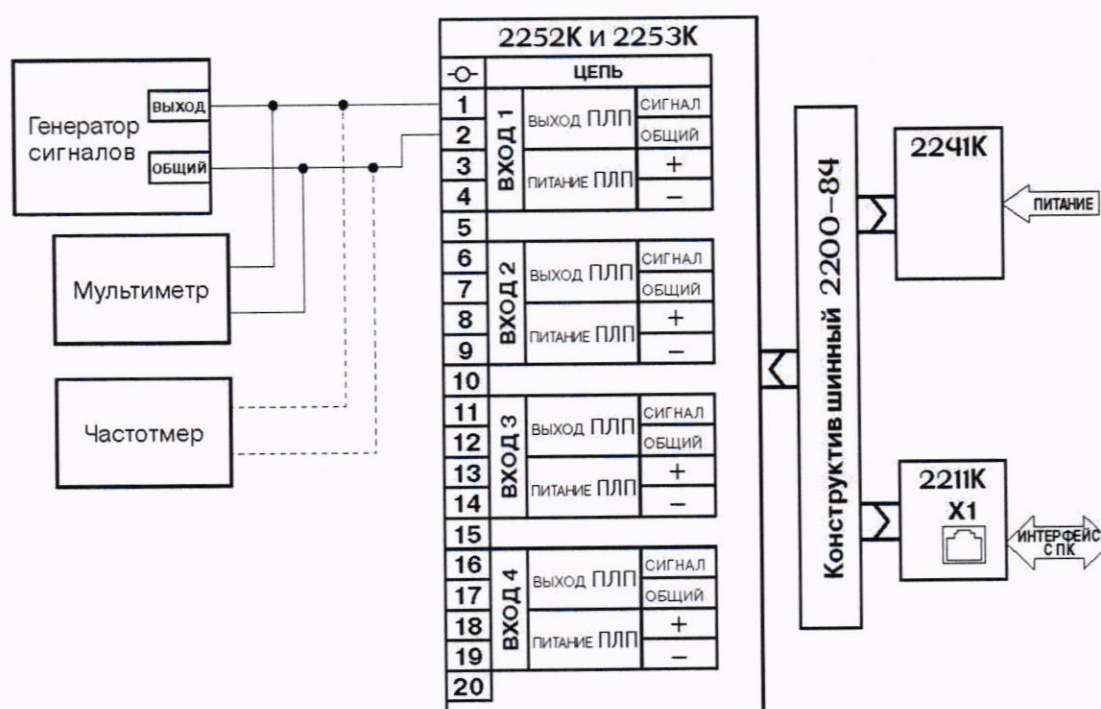 2252К и 2253К
ЦЕПЬ
Генератор
сигналов
ВЫХОД
ОБЩИЙ
Мультиметр
Частотмер
1
2
3
4
5
6
7
8
9
10
11
12
13
14
15
16
17
18
19
20
ВХОД 1
ВЫХОД ПЛП
СИГНАЛ
ОБЩИЙ
ПИТАНИЕ ПЛП
+
−
ВХОД 2
ВЫХОД ПЛП
СИГНАЛ
ОБЩИЙ
ПИТАНИЕ ПЛП
+
−
ВХОД 3
ВЫХОД ПЛП
СИГНАЛ
ОБЩИЙ
ПИТАНИЕ ПЛП
+
−
ВХОД 4
ВЫХОД ПЛП
СИГНАЛ
ОБЩИЙ
ПИТАНИЕ ПЛП
+
−
Конструктив шинный 2200-84
2241К
ПИТАНИЕ
2211К
X1
ИНТЕРФЕЙС
С ПК